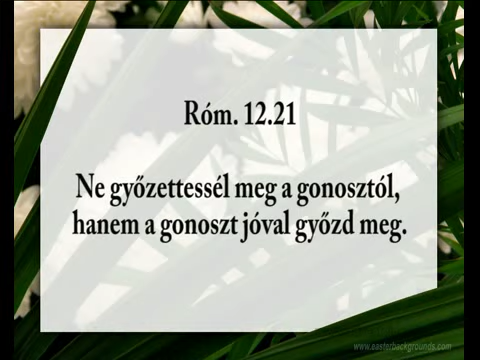 Róm. 12.21
Ne győzettessél meg a gonosztól,
hanem a gonoszt jóval győzd meg.
www.easterbackgrounds.com